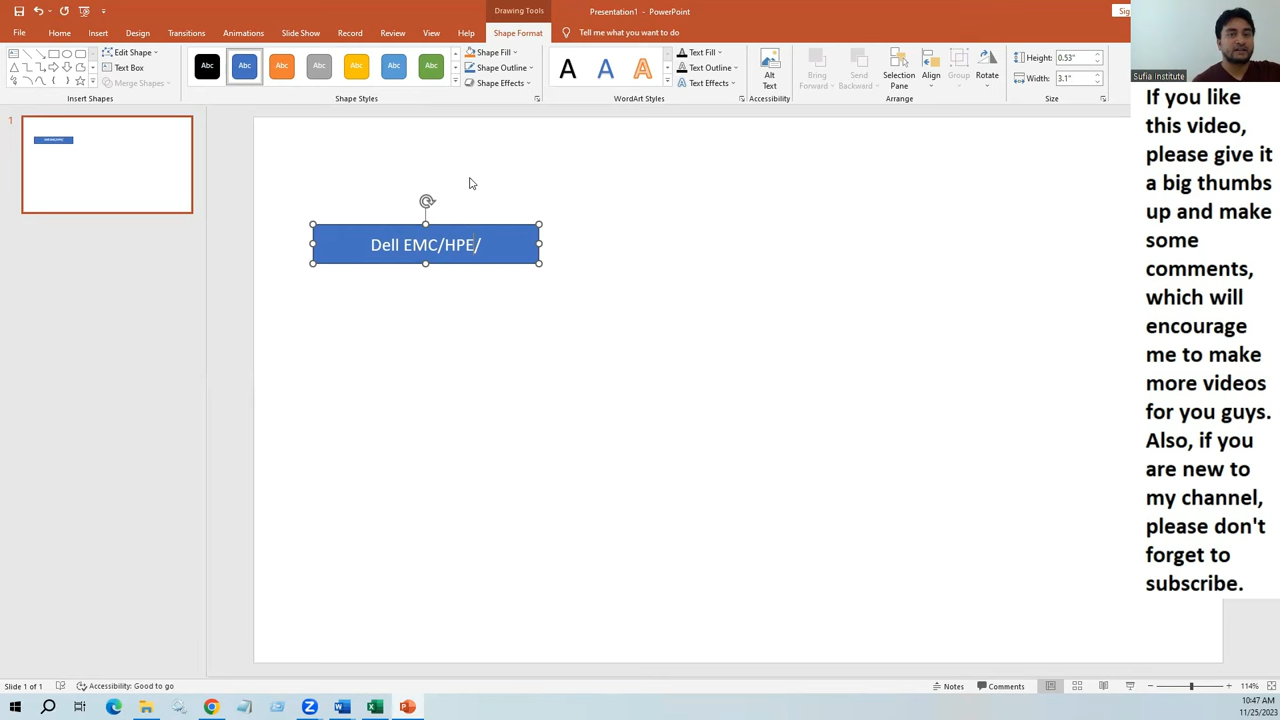 Drawing Tools
Presentation1 - PowerPoint
Sig
File
Home
Insert
Design
Transitions
Animations
Slide Show
Record
Review
View
Help
Shape Format
Tell me what you want to do
Edit Shape
Text Box
Merge Shapes
Insert Shapes
Abc
Abc
Abc
Abc
Abc
Abc
Abc
Shape Fill
Shape Outline
Shape Effects
Shape Styles
A
A
A
Text Fill
Text Outline
Text Effects
WordArt Styles
Alt
Text
Accessibility
Bring
Forward
Send
Backward
Selection
Pane
Align
Group
Rotate
Arrange
Height:
0.53"
Width:
3.1"
Size
Sufia Institute
1
Dell EMC/HPE/
If you like
this video,
please give it
a big thumbs
up and make
some
comments,
which will
encourage
me to make
more videos
for you guys.
Also, if you
are new to
my channel,
please don't
forget to
subscribe.
Slide 1 of 1
Accessibility: Good to go
Notes
Comments
114%
10:47 AM
11/25/2023